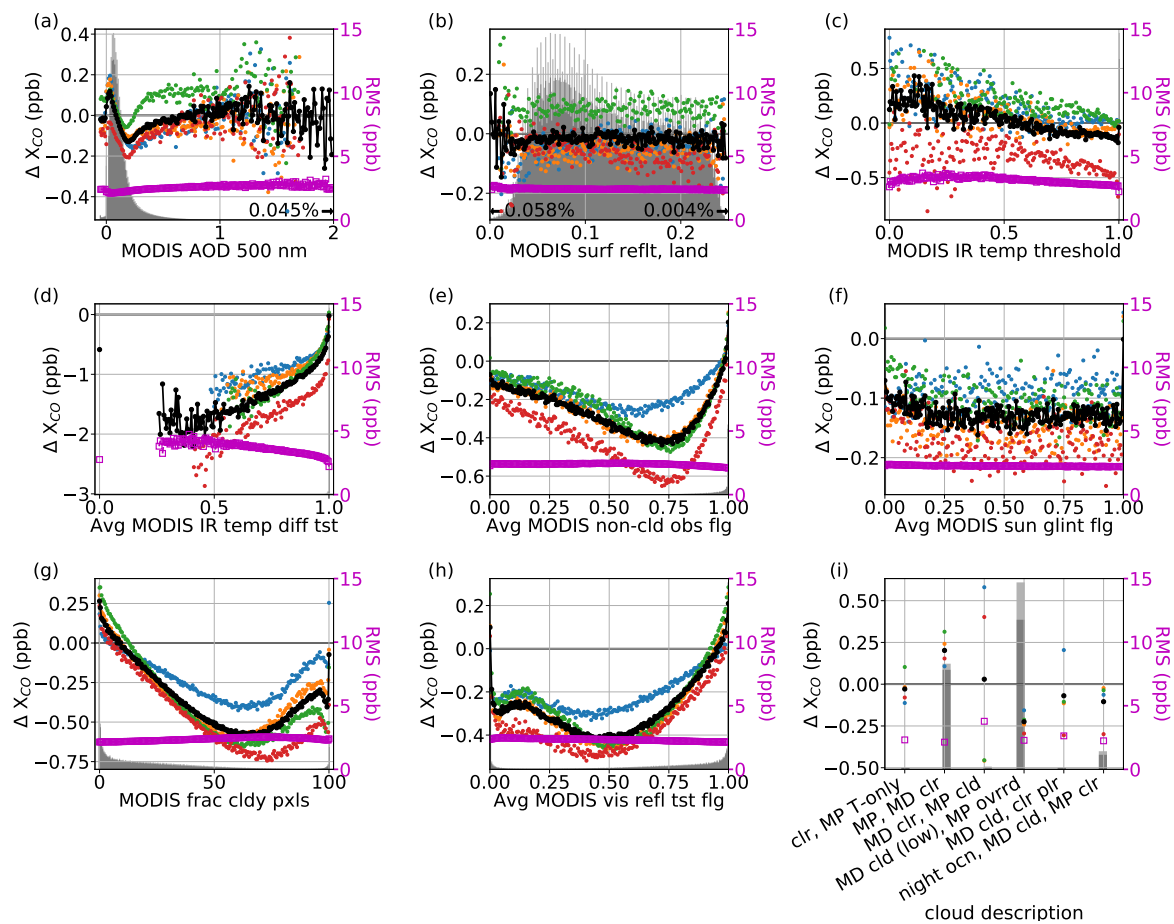 (a)
0.4
0.2
0.0
−0.2
−0.4
Δ X_CO (ppb)
0.045%
0
1
2
MODIS AOD 500 nm
15
10
5
0
RMS (ppb)
(b)
0.2
0.0
−0.2
Δ X_CO (ppb)
0.058%
0.004%
0.0
0.1
0.2
MODIS surf reflt, land
15
10
5
0
RMS (ppb)
(c)
0.5
0.0
−0.5
Δ X_CO (ppb)
0.0
0.5
1.0
MODIS IR temp threshold
15
10
5
0
RMS (ppb)
(d)
0
−1
−2
−3
Δ X_CO (ppb)
0.0
0.5
1.0
Avg MODIS IR temp diff tst
15
10
5
0
RMS (ppb)
(e)
0.2
0.0
−0.2
−0.4
−0.6
Δ X_CO (ppb)
0.00
0.25
0.50
0.75
1.00
Avg MODIS non-cld obs flg
15
10
5
0
RMS (ppb)
(f)
0.0
−0.1
−0.2
Δ X_CO (ppb)
0.00
0.25
0.50
0.75
1.00
Avg MODIS sun glint flg
15
10
5
0
RMS (ppb)
(g)
0.25
0.00
−0.25
−0.50
−0.75
Δ X_CO (ppb)
0
50
100
MODIS frac cldy pxls
15
10
5
0
RMS (ppb)
(h)
0.2
0.0
−0.2
−0.4
Δ X_CO (ppb)
0.00
0.25
0.50
0.75
1.00
Avg MODIS vis refl tst flg
15
10
5
0
RMS (ppb)
(i)
0.50
0.25
0.00
−0.25
−0.50
Δ X_CO (ppb)
15
10
5
0
RMS (ppb)
clr, MP T-only
MP, MD clr
MD clr, MP cld
MD cld (low), MP ovrrd
MD cld, clr plr
night ocn, MD cld, MP clr
cloud description